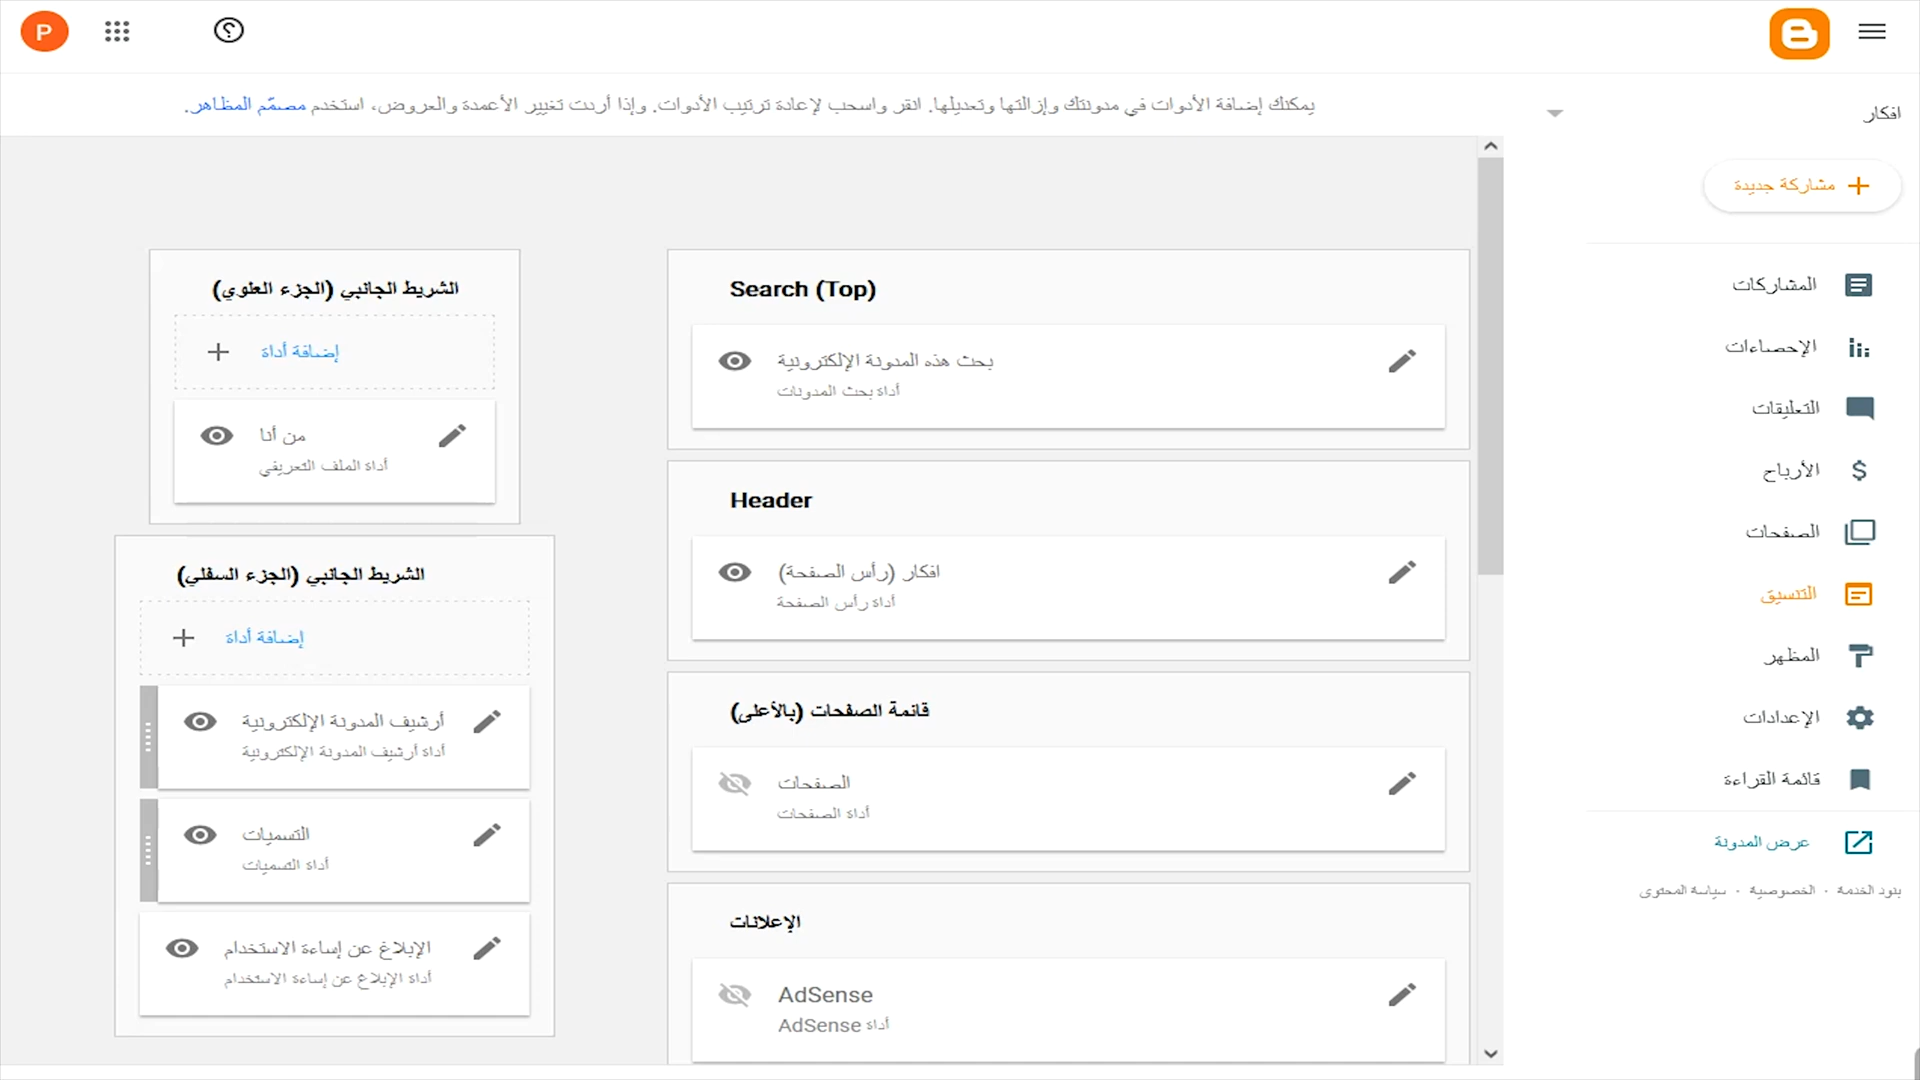 P
يمكنك إضافة الأدوات في مدونتك وإزالتها وتعديلها. انقر واسحب لإعادة ترتيب الأدوات. وإذا أردت تغيير الأعمدة والعروض، استخدم مصمّم المظاهر.
افكار
مشاركة جديدة
المشاركات
الإحصاءات
التعليقات
الأرباح
الصفحات
التنسيق
المظهر
الإعدادات
قائمة القراءة
عرض المدونة
بنود الخدمة · الخصوصية · سياسة المحتوى
Search (Top)
بحث هذه المدونة الإلكترونية
أداة بحث المدونات
Header
افكار (رأس الصفحة)
أداة رأس الصفحة
قائمة الصفحات (بالأعلى)
الصفحات
أداة الصفحات
الإعلانات
AdSense
أداة AdSense
الشريط الجانبي (الجزء العلوي)
إضافة أداة
من أنا
أداة الملف التعريفي
الشريط الجانبي (الجزء السفلي)
إضافة أداة
أرشيف المدونة الإلكترونية
أداة أرشيف المدونة الإلكترونية
التسميات
أداة التسميات
الإبلاغ عن إساءة الاستخدام
أداة الإبلاغ عن إساءة الاستخدام